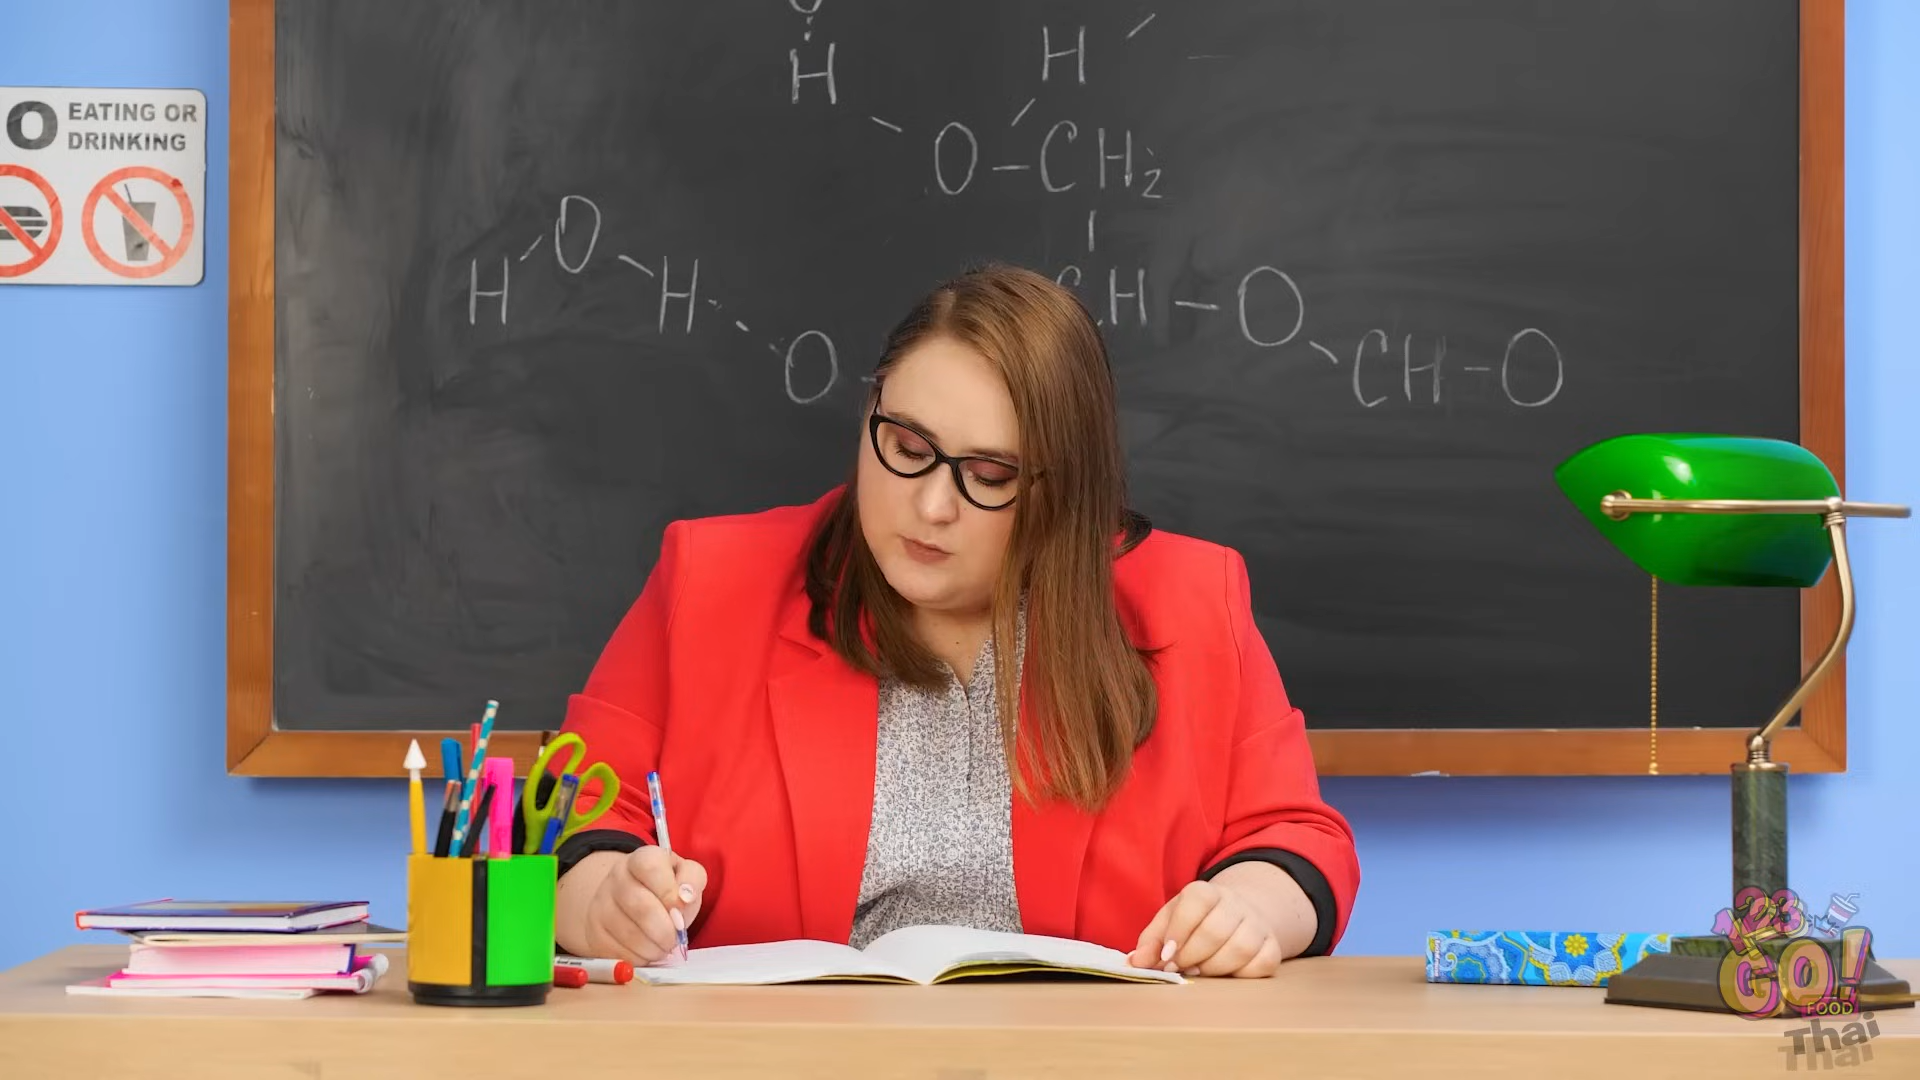 O EATING OR
DRINKING
H
H
O-CH2
O
H
H
CH-O
O
CH-O
123
GO!
FOOD
Thai